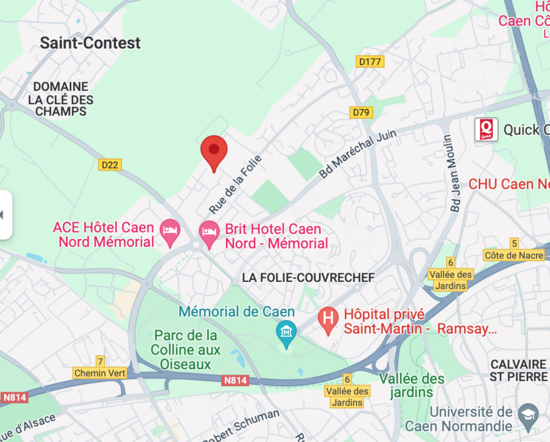 Hô
Caen Cô
Saint-Contest
D177
DOMAINE
LA CLÉ DES
CHAMPS
D79
Quick C
Bd Maréchal Juin
Bd Jean Moulin
D22
Rue de la Folie
CHU Caen No
ACE Hôtel Caen
Nord Mémorial
Brit Hotel Caen
Nord - Mémorial
5
Côte de Nacre
6
Vallée des
Jardins
LA FOLIE-COUVRECHEF
Mémorial de Caen
H
Hôpital privé
Saint-Martin - Ramsay...
Parc de la
Colline aux
Oiseaux
7
Chemin Vert
N814
N814
6
Vallée des
Jardins
Vallée des
jardins
CALVAIRE
ST PIERRE
Université de
Caen Normandie
Robert Schuman
e d'Alsace